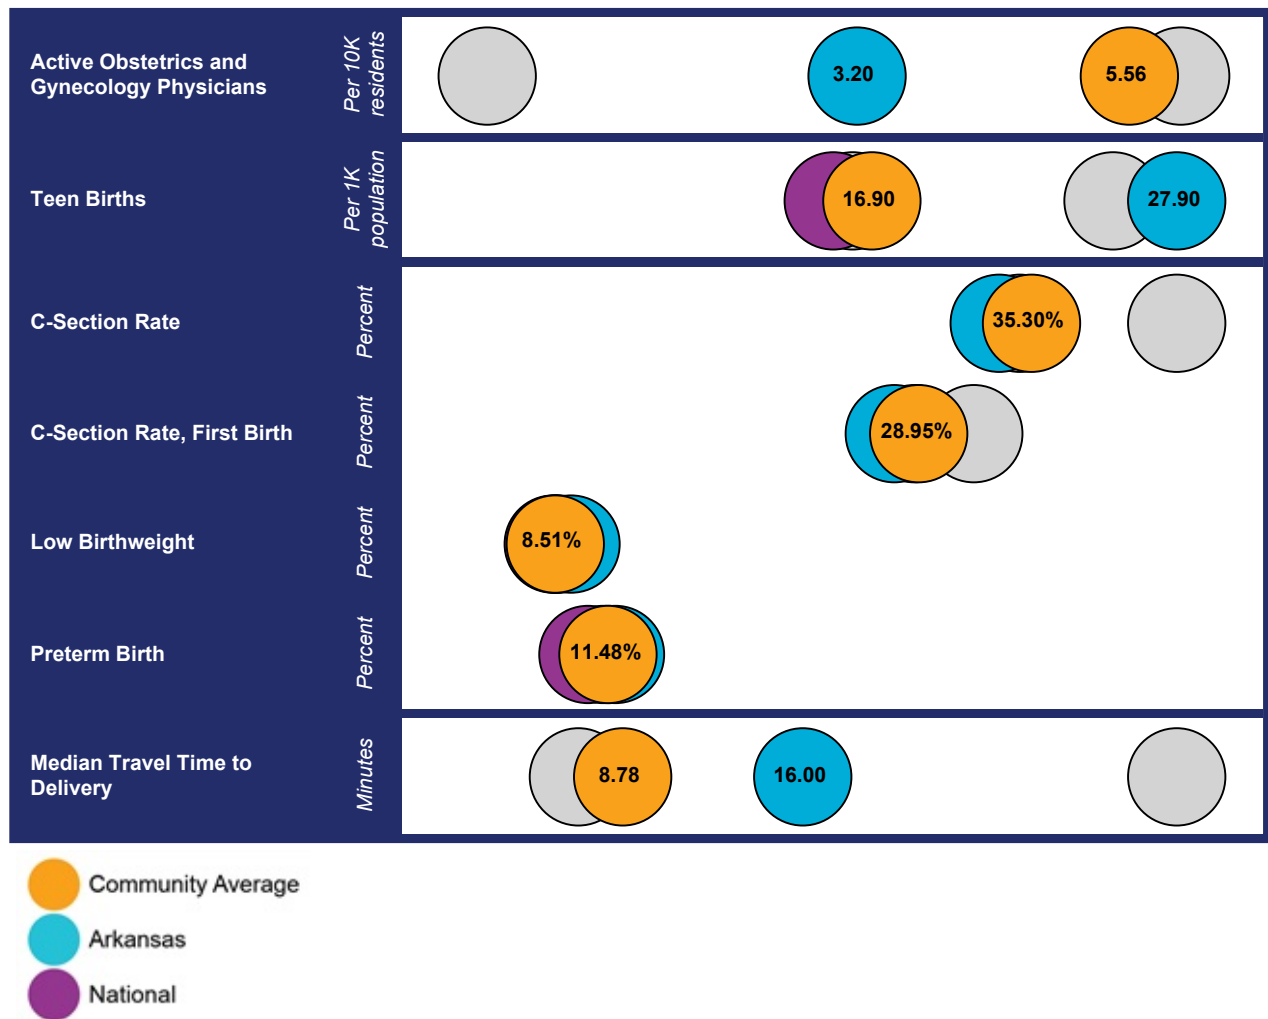 Active Obstetrics and
Gynecology Physicians
Per 10K
residents
3.20
5.56
Teen Births
Per 1K
population
16.90
27.90
C-Section Rate
Percent
35.30%
C-Section Rate, First Birth
Percent
28.95%
Low Birthweight
Percent
8.51%
Preterm Birth
Percent
11.48%
Median Travel Time to
Delivery
Minutes
8.78
16.00
Community Average
Arkansas
National